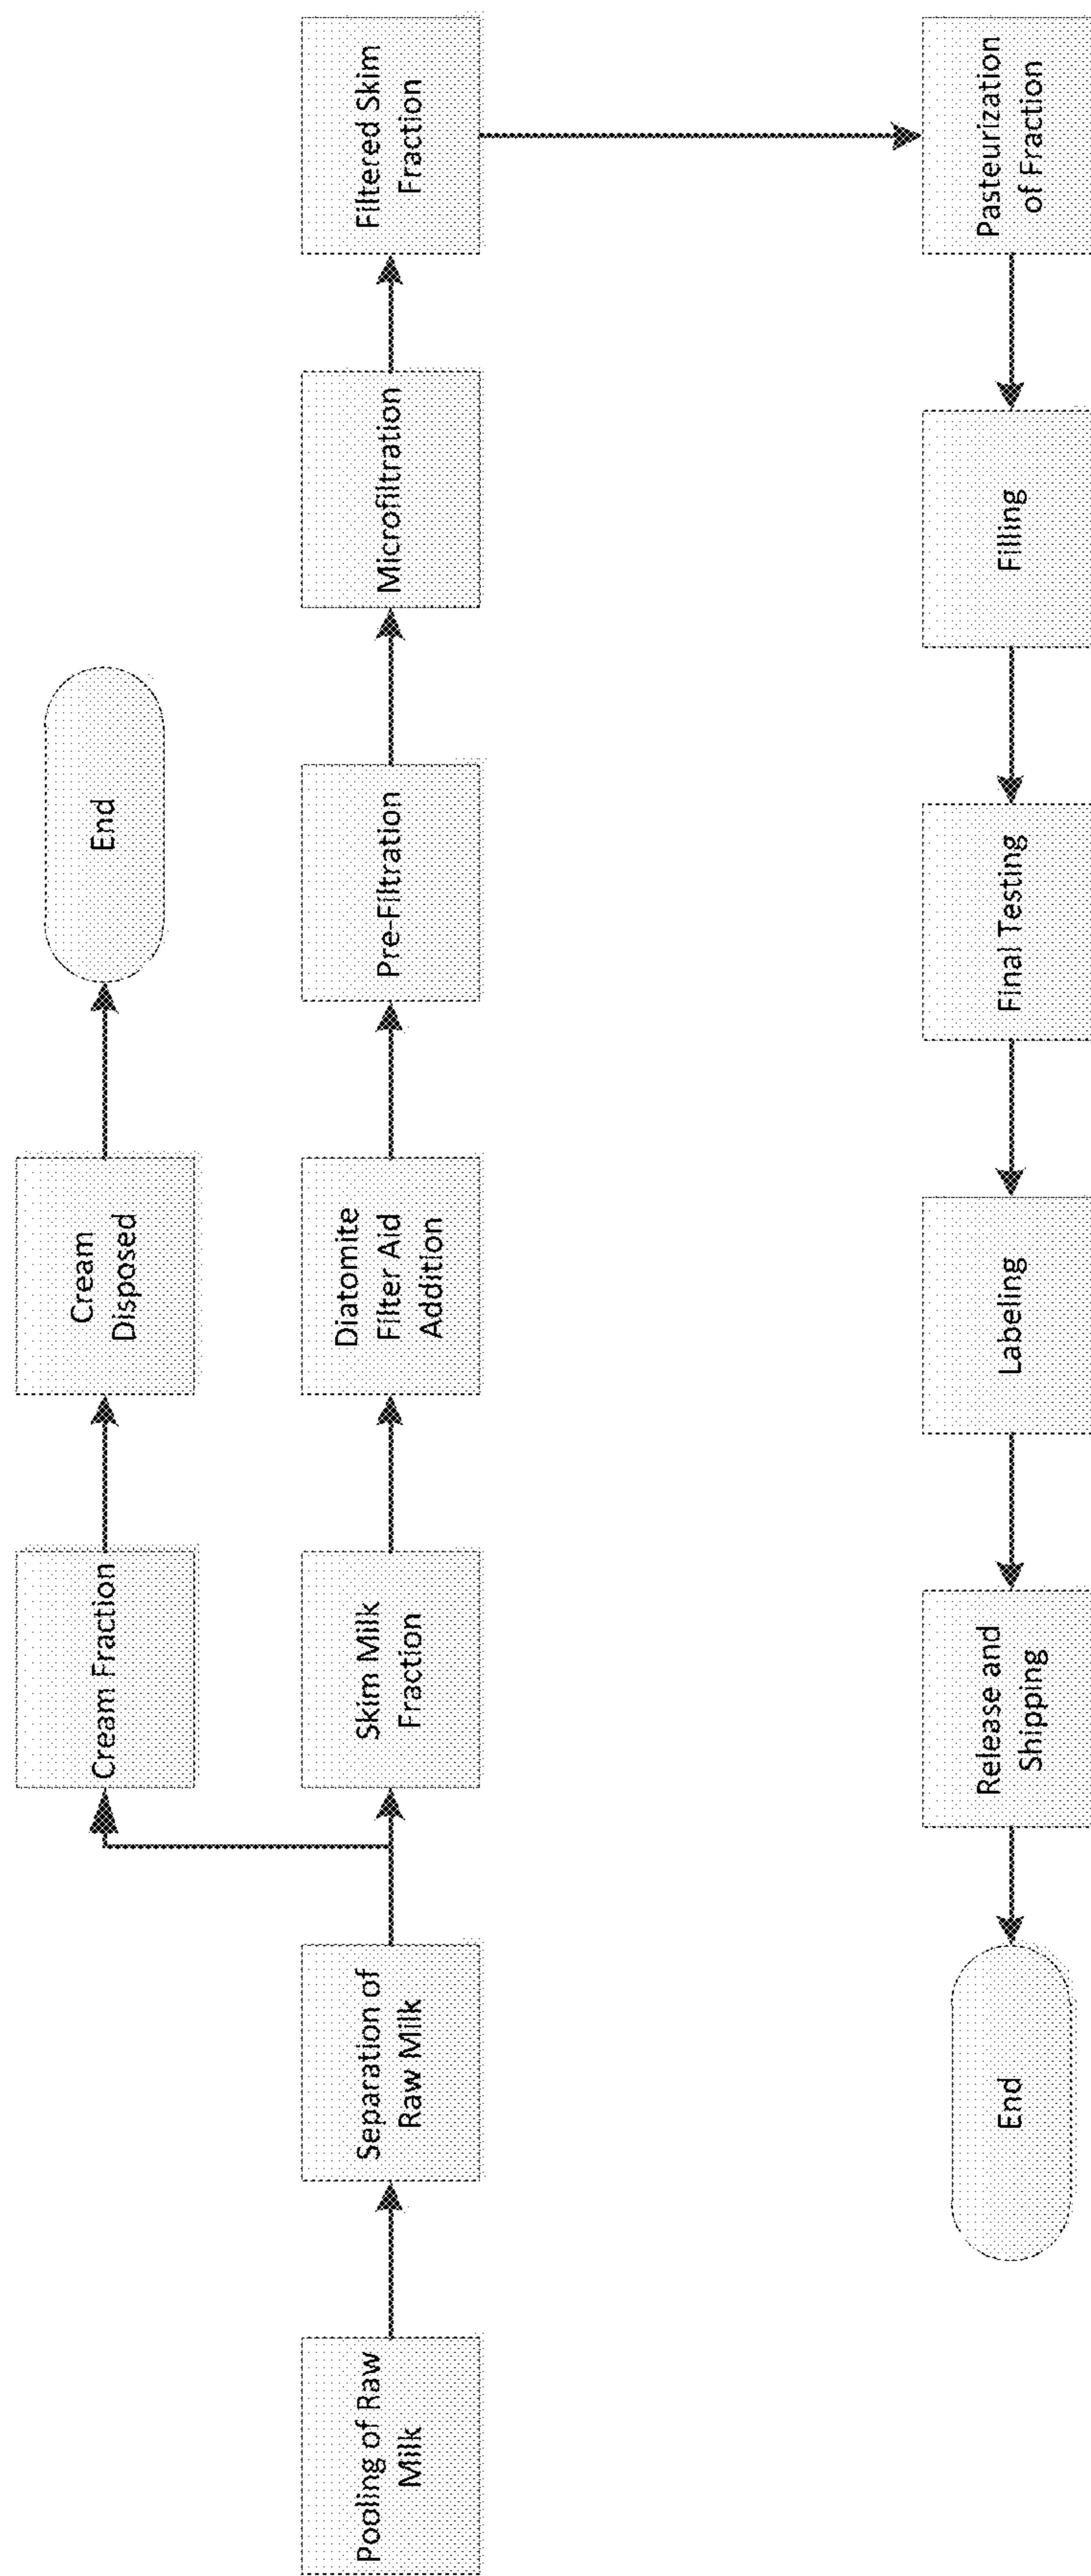 Cream Fraction
Cream
Disposed
End
Pooling of Raw
Milk
Separation of
Raw Milk
Skim Milk
Fraction
Diatomite
Filter Aid
Addition
Pre-Filtration
Microfiltration
Filtered Skim
Fraction
Pasteurization
of Fraction
Filling
Final Testing
Labeling
Release and
Shipping
End